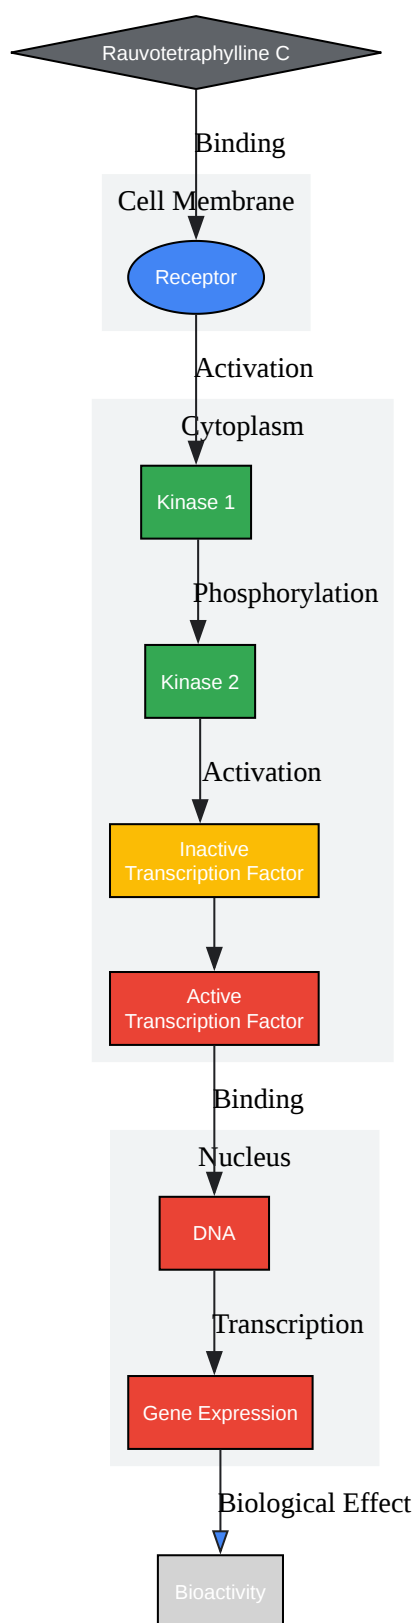 Rauvotetraphylline C
Binding
Cell Membrane
Receptor
Activation
Cytoplasm
Kinase 1
Phosphorylation
Kinase 2
Activation
Inactive
Transcription Factor
Active
Transcription Factor
Binding
Nucleus
DNA
Transcription
Gene Expression
Biological Effect
Bioactivity